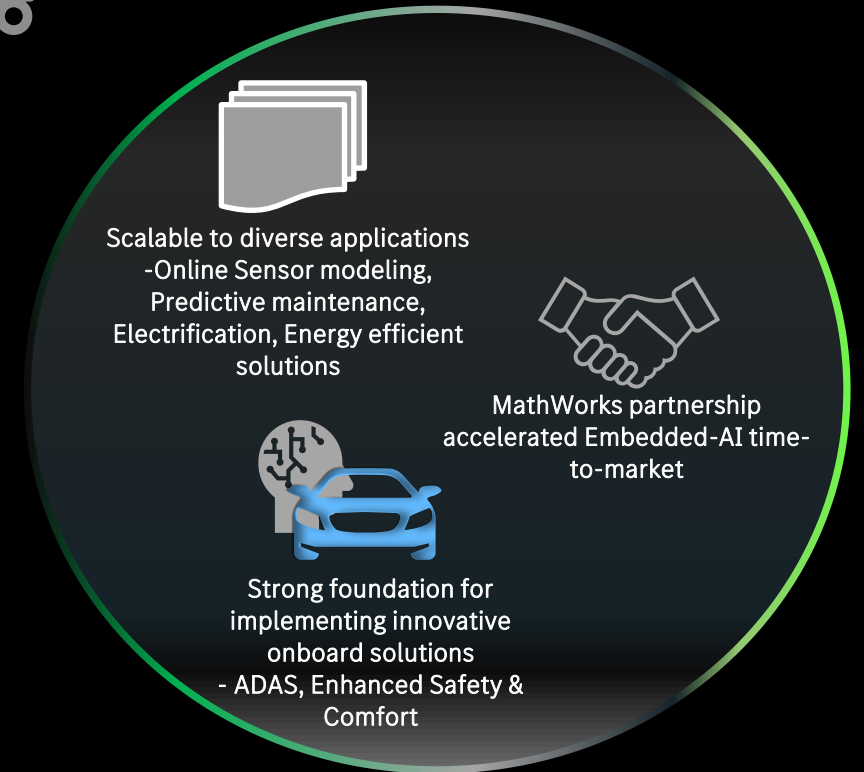 Scalable to diverse applications
-Online Sensor modeling,
Predictive maintenance,
Electrification, Energy efficient
solutions
MathWorks partnership
accelerated Embedded-AI time-
to-market
Strong foundation for
implementing innovative
onboard solutions
- ADAS, Enhanced Safety &
Comfort